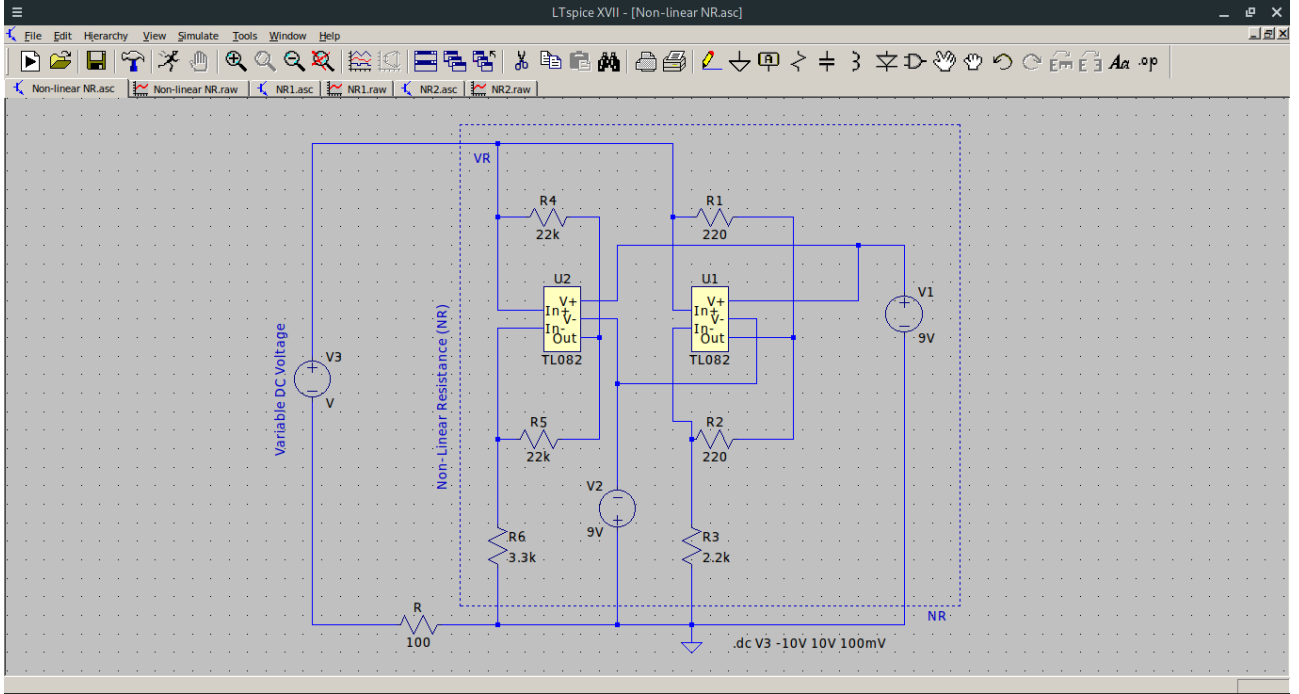 LTspice XVII - [Non-linear NR.asc]
File Edit Hierarchy View Simulate Tools Window Help
Aa .op
Non-linear NR.asc Non-linear NR.raw NR1.asc NR1.raw NR2.asc NR2.raw
VR
R4
22k
R1
220
U2
V+
In+
V-
In-
Out
TL082
U1
V+
In+
V-
In-
Out
TL082
V1
9V
Variable DC Voltage
V3
V
Non-Linear Resistance (NR)
R5
22k
R2
220
V2
9V
R6
3.3k
R3
2.2k
R
100
NR
.dc V3 -10V 10V 100mV